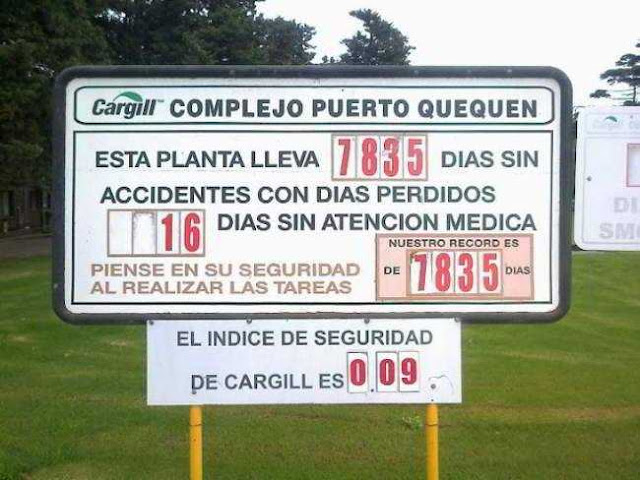 Cargill™ COMPLEJO PUERTO QUEQUEN
ESTA PLANTA LLEVA 7835 DIAS SIN
ACCIDENTES CON DIAS PERDIDOS
16 DIAS SIN ATENCION MEDICA
NUESTRO RECORD ES
DE 7835 DIAS
PIENSE EN SU SEGURIDAD
AL REALIZAR LAS TAREAS
EL INDICE DE SEGURIDAD
DE CARGILL ES 0.09